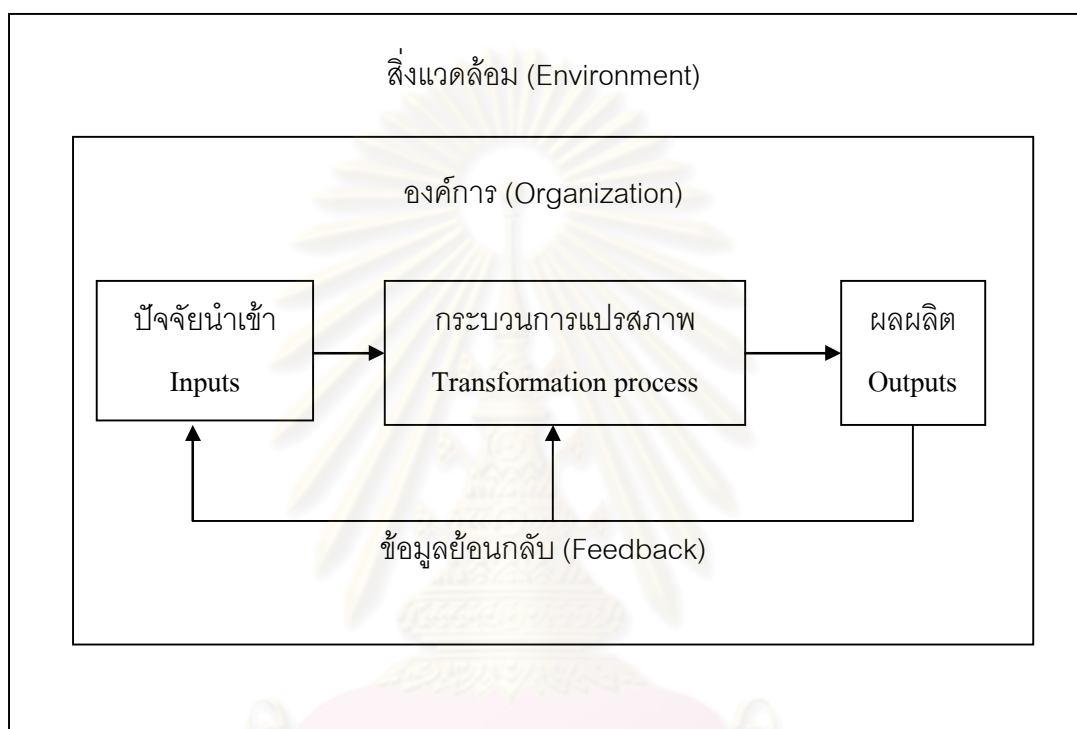 สิ่งแวดล้อม (Environment)
องค์การ (Organization)
ปัจจัยนำเข้า
Inputs
กระบวนการแปรสภาพ
Transformation process
ผลผลิต
Outputs
ข้อมูลย้อนกลับ (Feedback)